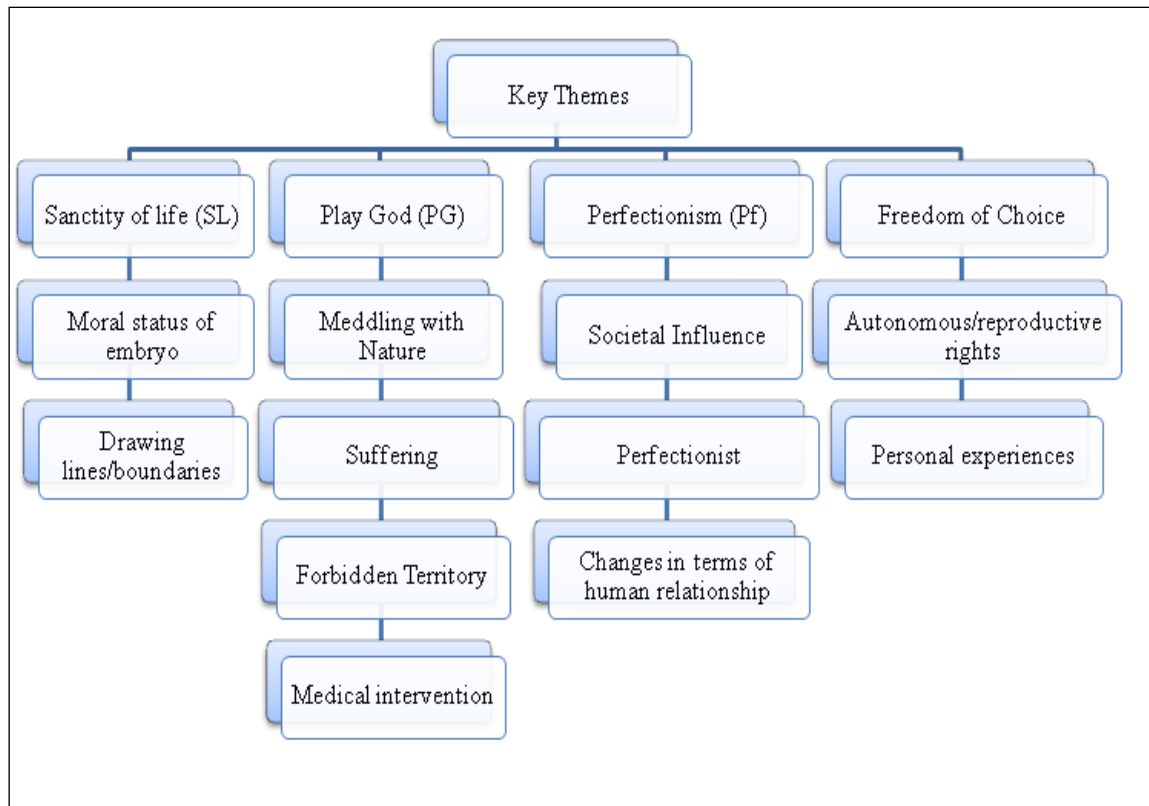 Key Themes
Sanctity of life (SL)
Play God (PG)
Perfectionism (Pf)
Freedom of Choice
Moral status of
embryo
Meddling with
Nature
Societal Influence
Autonomous/reproductive
rights
Drawing
lines/boundaries
Suffering
Perfectionist
Personal experiences
Forbidden Territory
Changes in terms of
human relationship
Medical intervention